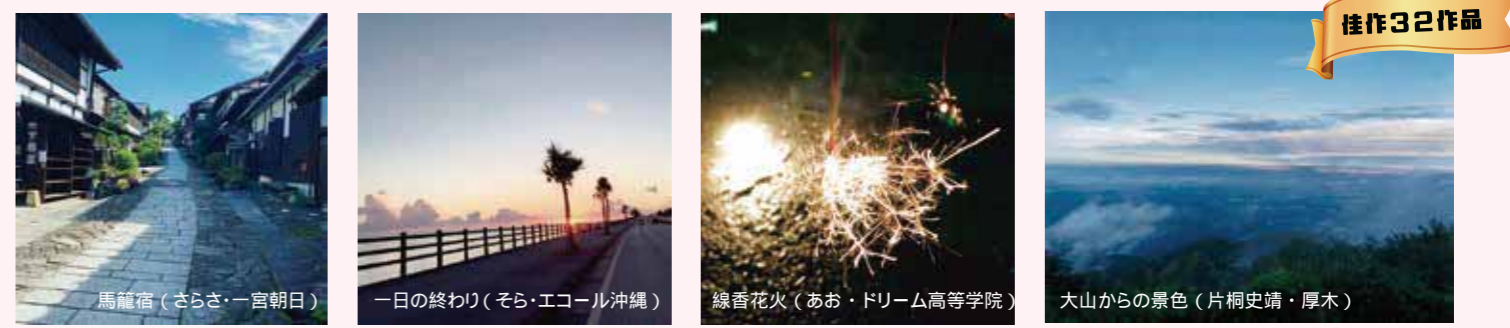 佳作32作品
馬籠宿（さらさ・一宮朝日）
一日の終わり（そら・エコール沖縄）
線香花火（あお・ドリーム高等学院）
大山からの景色（片桐史靖・厚木）